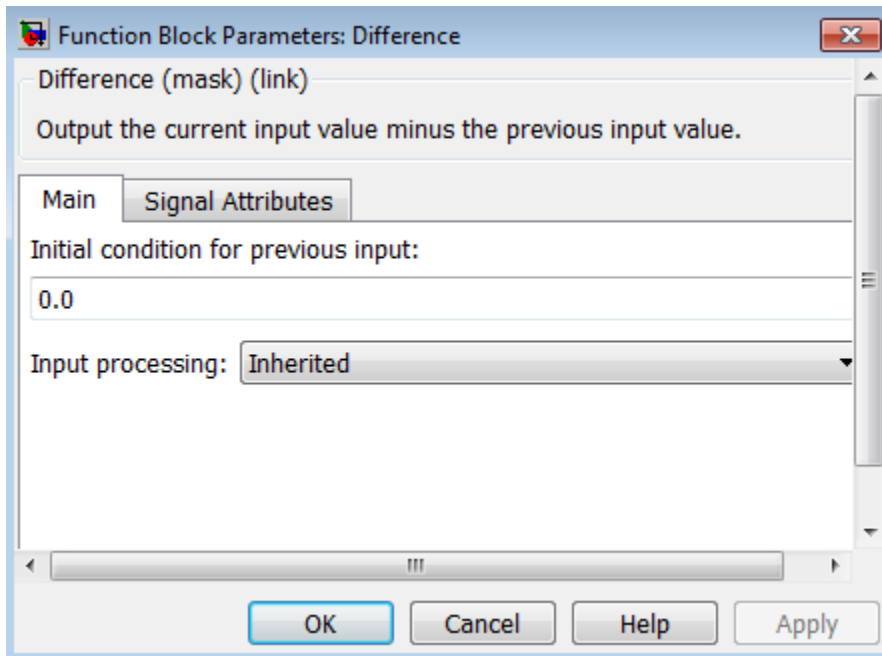 Function Block Parameters: Difference
Difference (mask) (link)
Output the current input value minus the previous input value.
Main Signal Attributes
Initial condition for previous input:
0.0
Input processing: Inherited
OK Cancel Help Apply